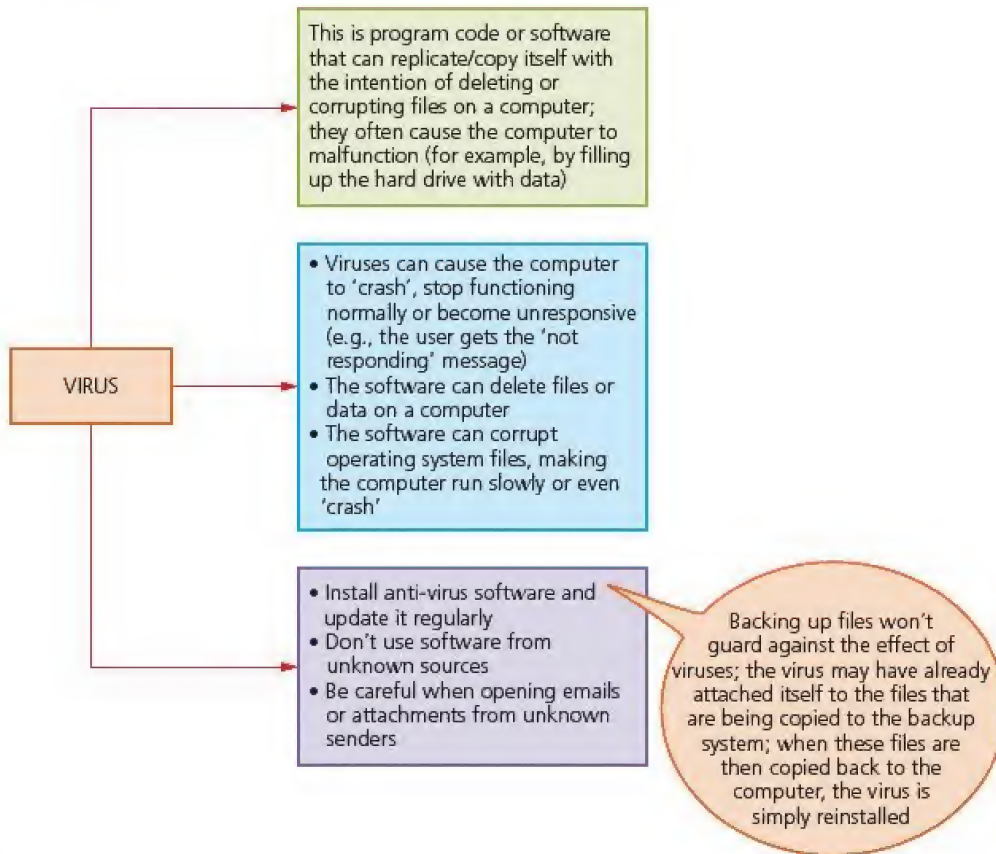 This is program code or software
that can replicate/copy itself with
the intention of deleting or
corrupting files on a computer;
they often cause the computer to
malfunction (for example, by filling
up the hard drive with data)
VIRUS
• Viruses can cause the computer
to ‘crash’, stop functioning
normally or become unresponsive
(e.g., the user gets the ‘not
responding’ message)
• The software can delete files or
data on a computer
• The software can corrupt
operating system files, making
the computer run slowly or even
‘crash’
• Install anti-virus software and
update it regularly
• Don’t use software from
unknown sources
• Be careful when opening emails
or attachments from unknown
senders
Backing up files won’t
guard against the effect of
viruses; the virus may have already
attached itself to the files that
are being copied to the backup
system; when these files are
then copied back to the
computer, the virus is
simply reinstalled